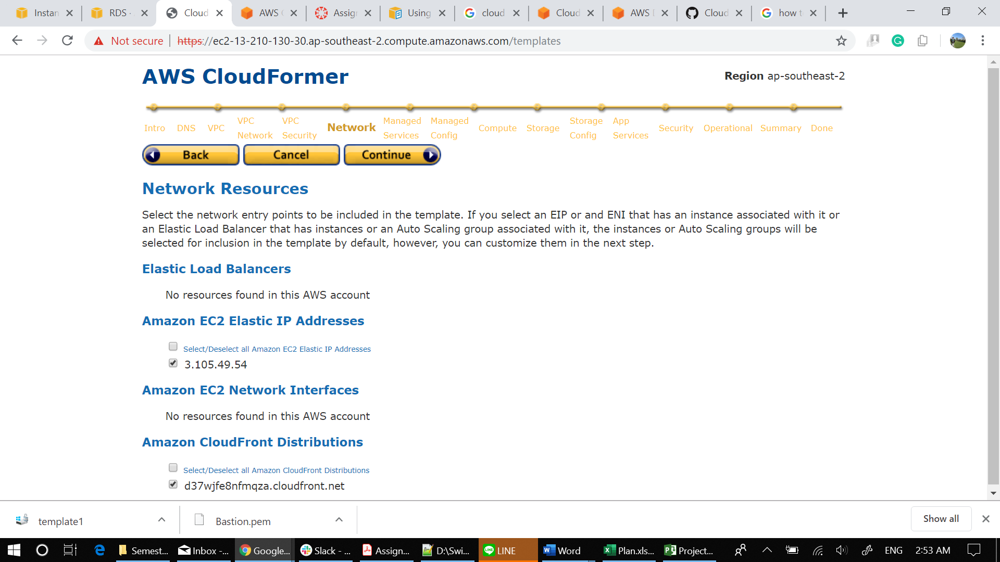 Instan
RDS ·
Cloud
AWS
Assig
Using
cloud
Cloud
AWS
Cloud
how t
Not secure
https://ec2-13-210-130-30.ap-southeast-2.compute.amazonaws.com/templates
AWS CloudFormer
Region ap-southeast-2
Intro
DNS
VPC
VPC
Network
VPC
Security
Network
Managed
Services
Managed
Config
Compute
Storage
Storage
Config
App
Services
Security
Operational
Summary
Done
Back
Cancel
Continue
Network Resources
Select the network entry points to be included in the template. If you select an EIP or and ENI that has an instance associated with it or
an Elastic Load Balancer that has instances or an Auto Scaling group associated with it, the instances or Auto Scaling groups will be
selected for inclusion in the template by default, however, you can customize them in the next step.
Elastic Load Balancers
No resources found in this AWS account
Amazon EC2 Elastic IP Addresses
Select/Deselect all Amazon EC2 Elastic IP Addresses
3.105.49.54
Amazon EC2 Network Interfaces
No resources found in this AWS account
Amazon CloudFront Distributions
Select/Deselect all Amazon CloudFront Distributions
d37wjfe8nfmqza.cloudfront.net
template1
Bastion.pem
Show all
Semest...
Inbox -...
Google...
Slack - ...
Assign...
D:\Swi...
LINE
Word
Plan.xls...
Project...
ENG
2:53 AM